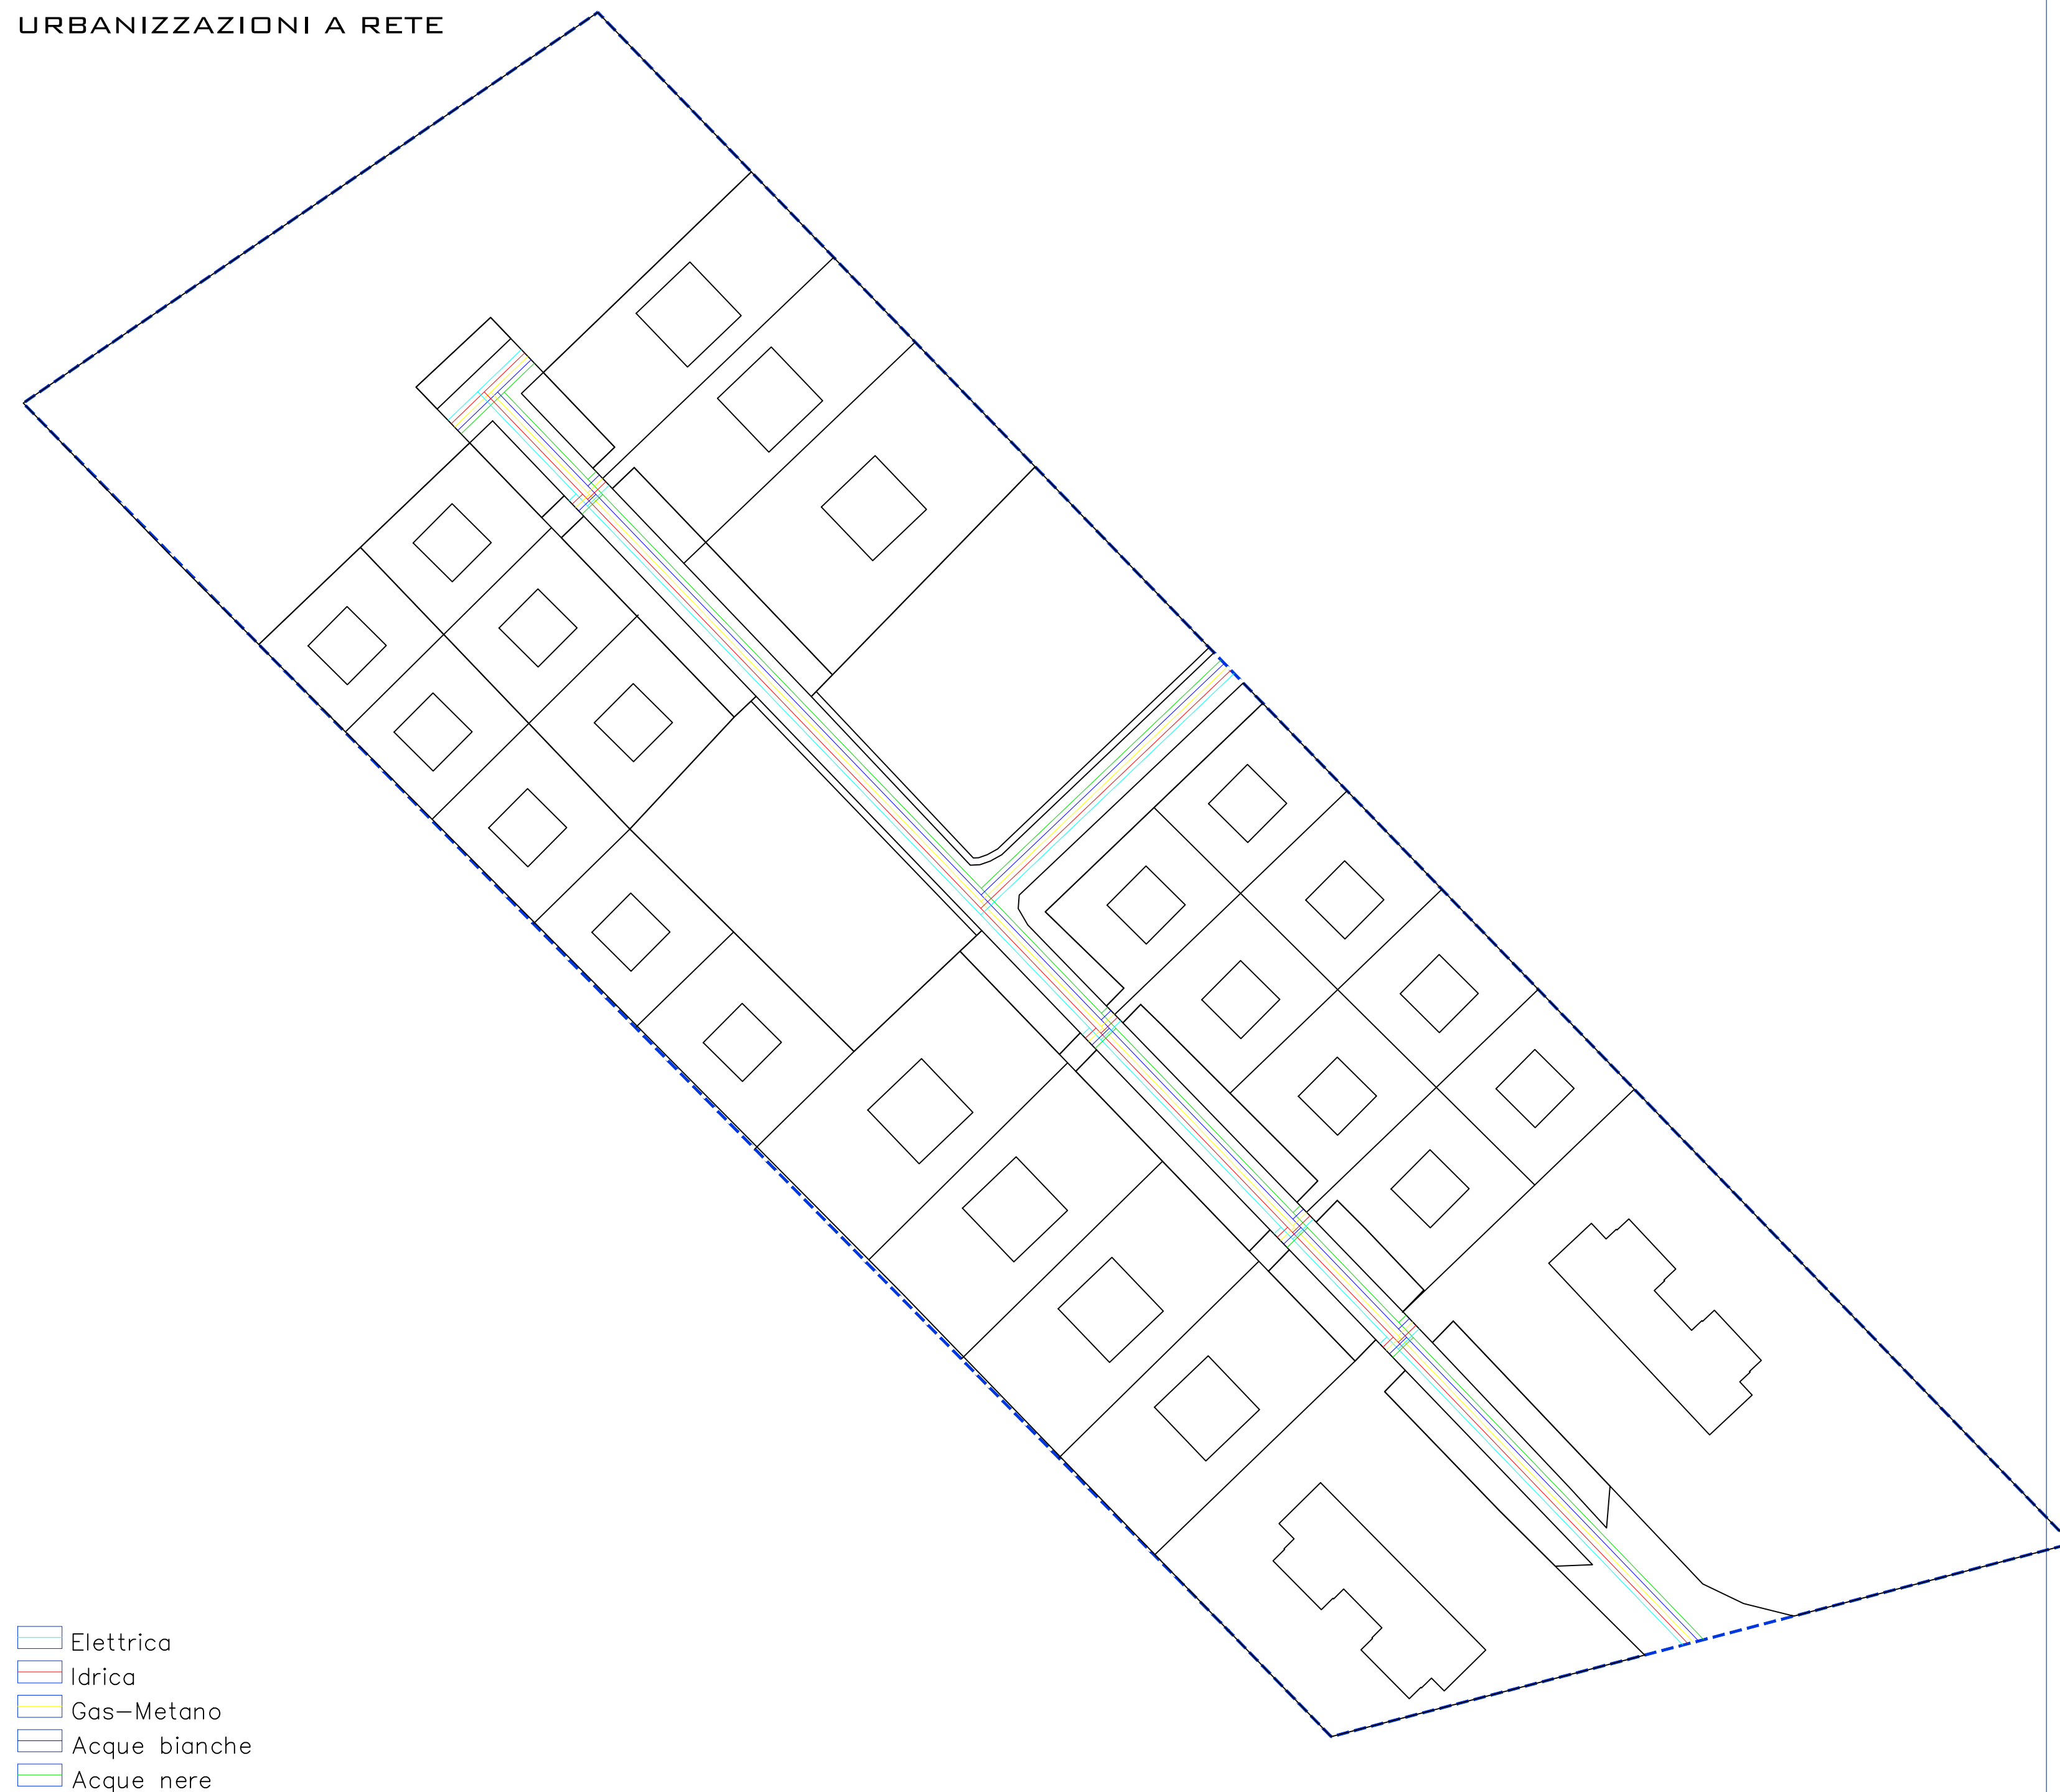 URBANIZZAZIONI A RETE
Elettrica
Idrica
Gas-Metano
Acque bianche
Acque nere